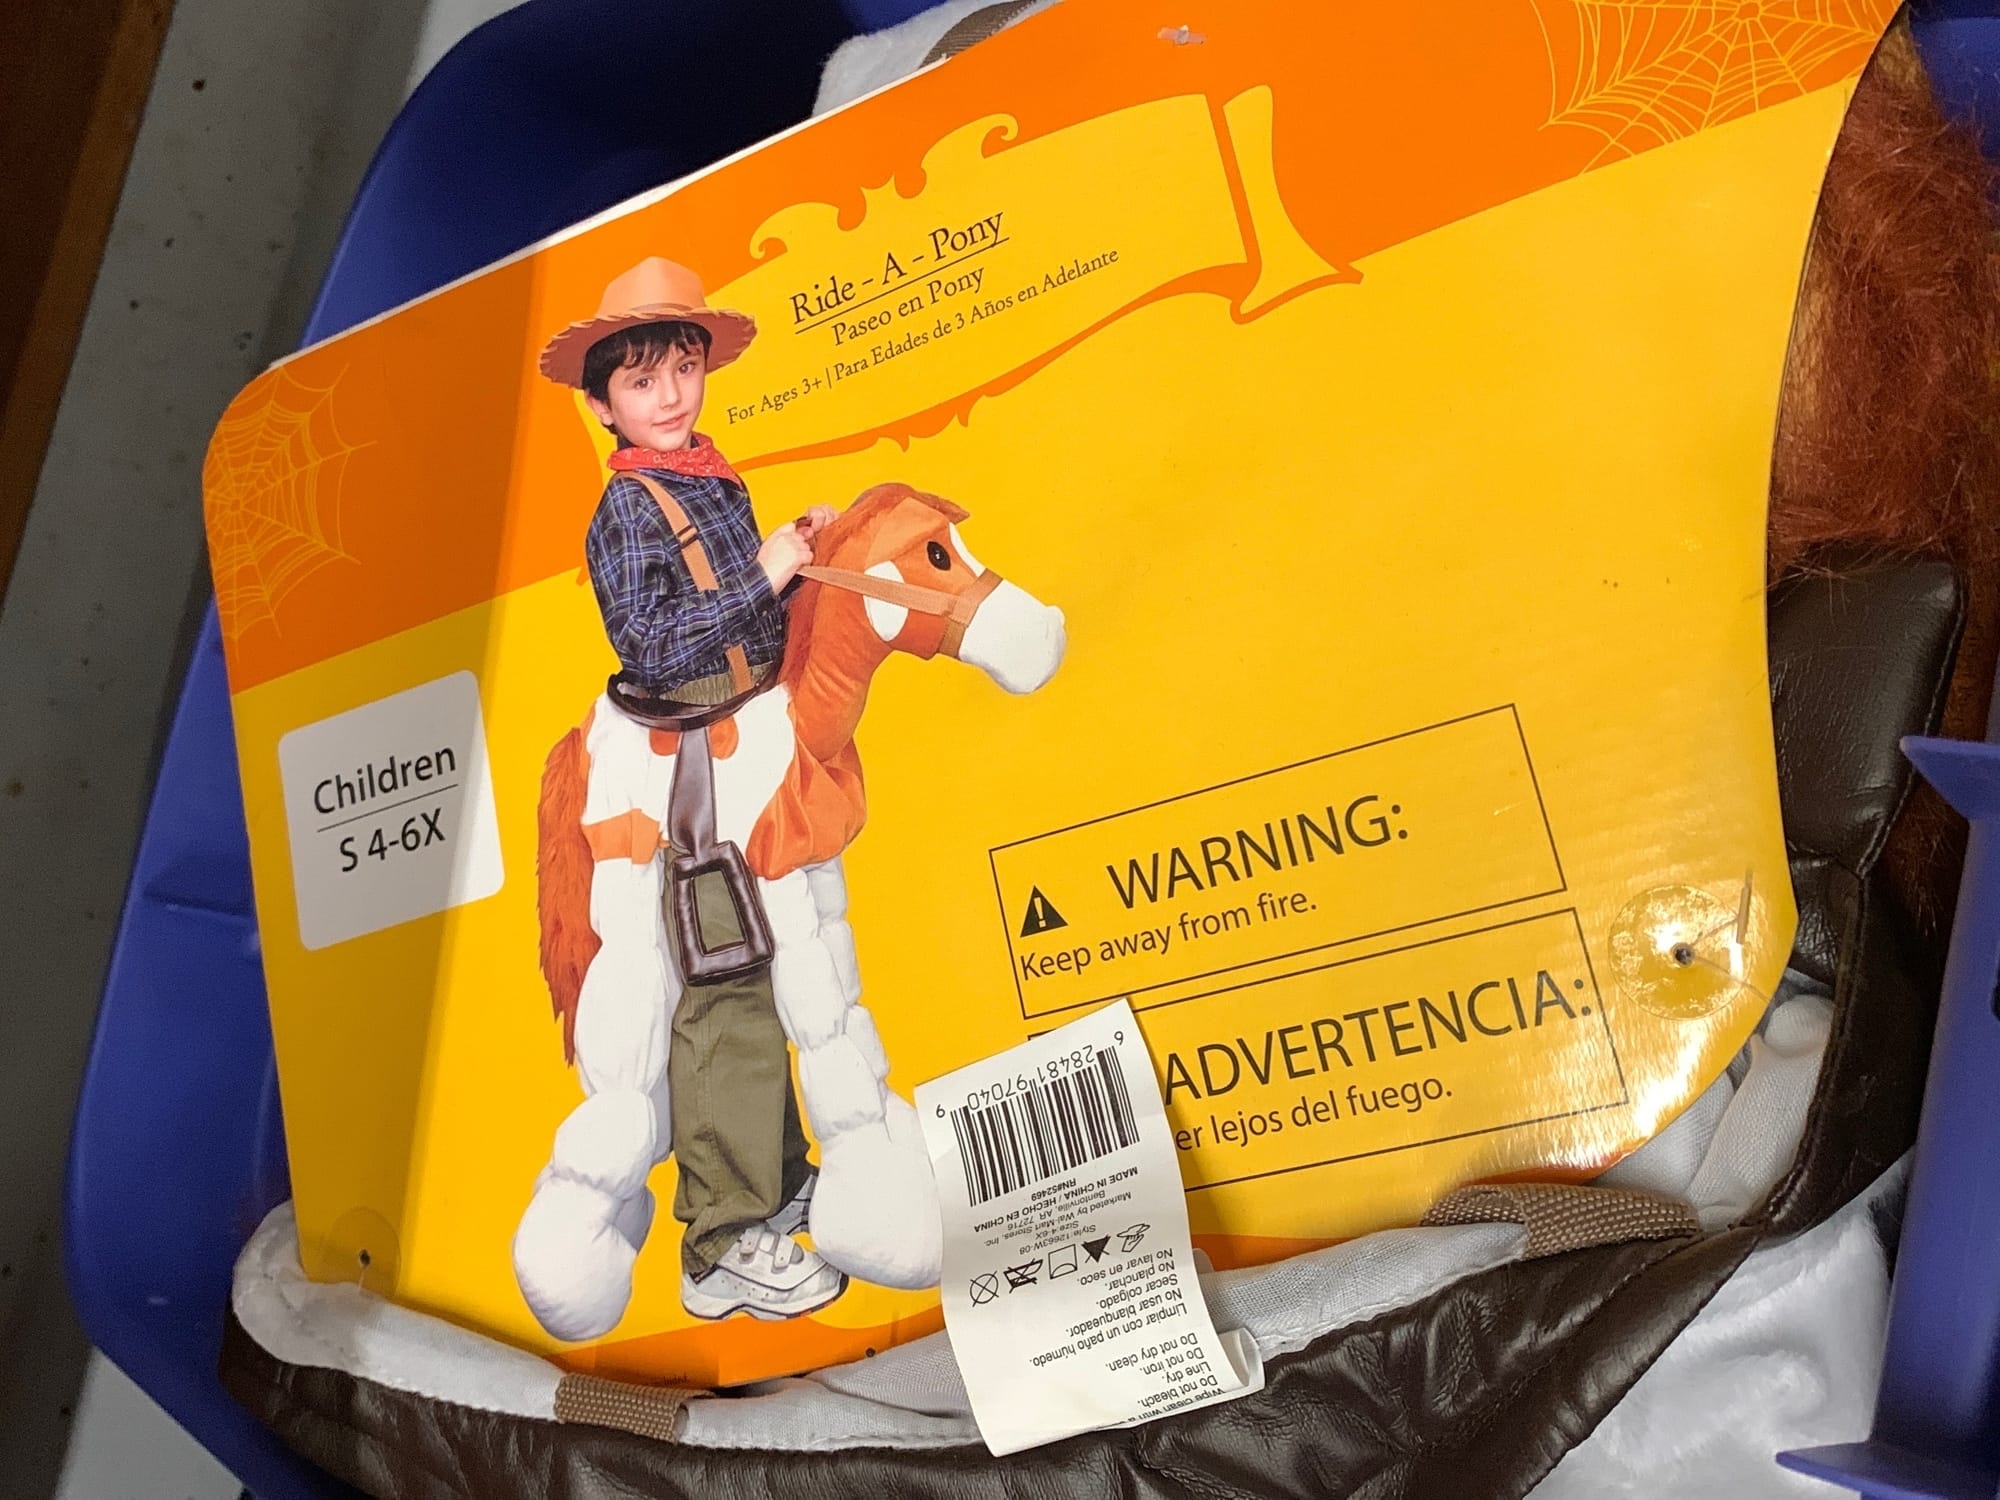 Ride - A - Pony
Paseo en Pony
For Ages 3+ | Para Edades de 3 Años en Adelante
Children
S 4-6X
WARNING:
Keep away from fire.
ADVERTENCIA:
er lejos del fuego.
6 28481 97040 9
MADE IN CHINA / HECHO EN CHINA
RN#52469
Marketed by Wal-Mart Stores, Inc.
Bentonville, AR 72716
Size:4-6X
Style:12663W-08
No lavar en seco.
No planchar.
Secar colgado.
No usar blanqueador.
Limpiar con un paño húmedo.
Do not dry clean.
Do not iron.
Line dry.
Do not bleach.
Wipe clean with a